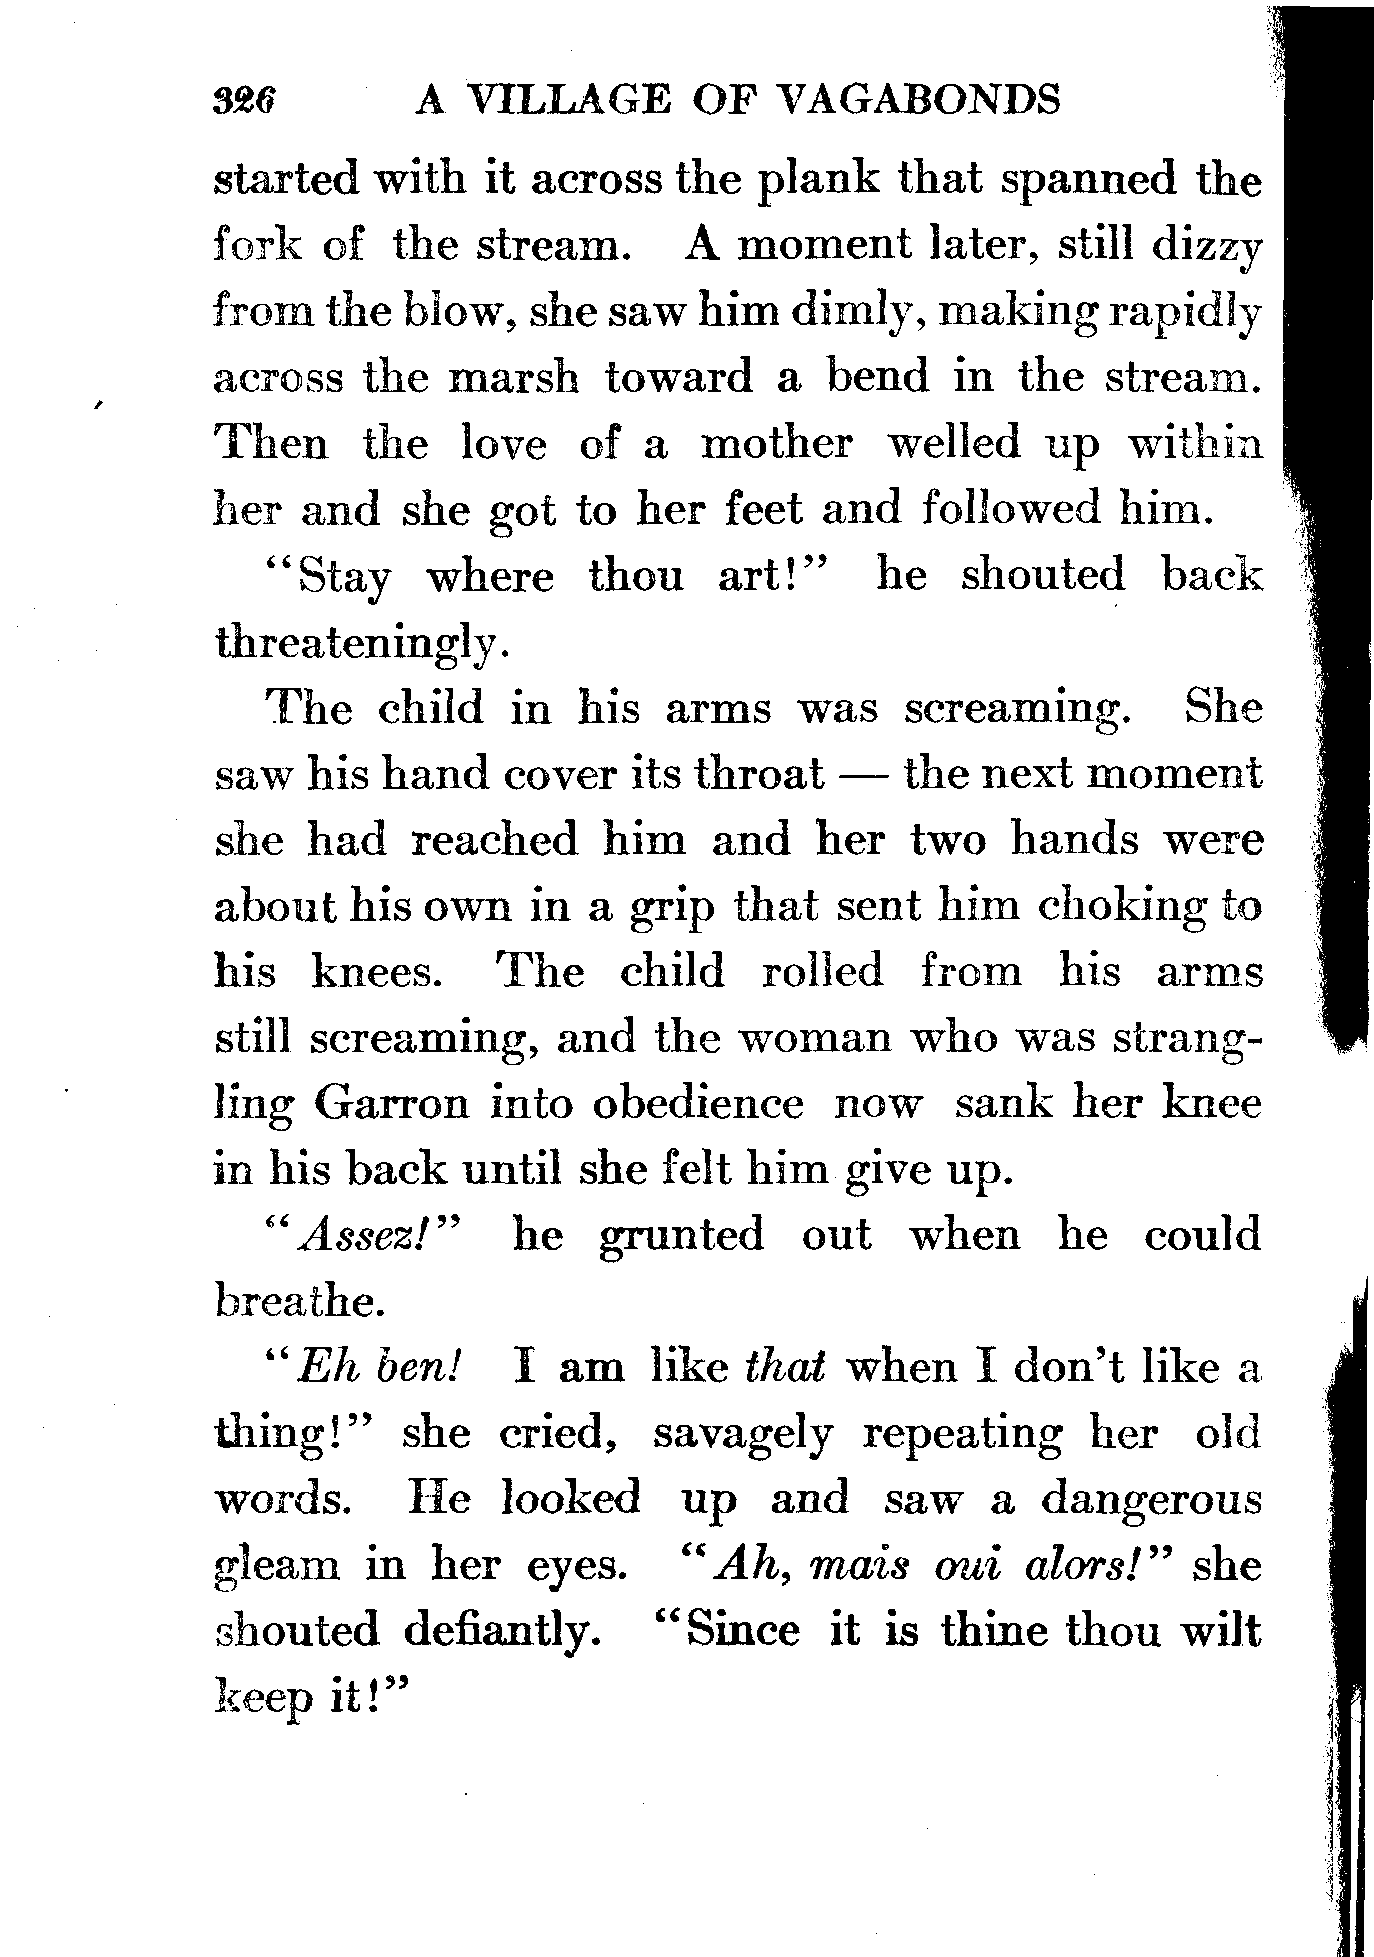 326 A VILLAGE OF VAGABONDS
started with it across the plank that spanned the
fork of the stream. A moment later, still dizzy
from the blow, she saw him dimly, making rapidly
across the marsh toward a bend in the stream.
Then the love of a mother welled up within
her and she got to her feet and followed him.
"Stay where thou art!" he shouted back
threateningly.
The child in his arms was screaming. She
saw his hand cover its throat — the next moment
she had reached him and her two hands were
about his own in a grip that sent him choking to
his knees. The child rolled from his arms
still screaming, and the woman who was strang-
ling Garron into obedience now sank her knee
in his back until she felt him give up.
"Assez!" he grunted out when he could
breathe.
"Eh ben! I am like that when I don't like a
thing!" she cried, savagely repeating her old
words. He looked up and saw a dangerous
gleam in her eyes. "Ah, mais oui alors!" she
shouted defiantly. "Since it is thine thou wilt
keep it!"